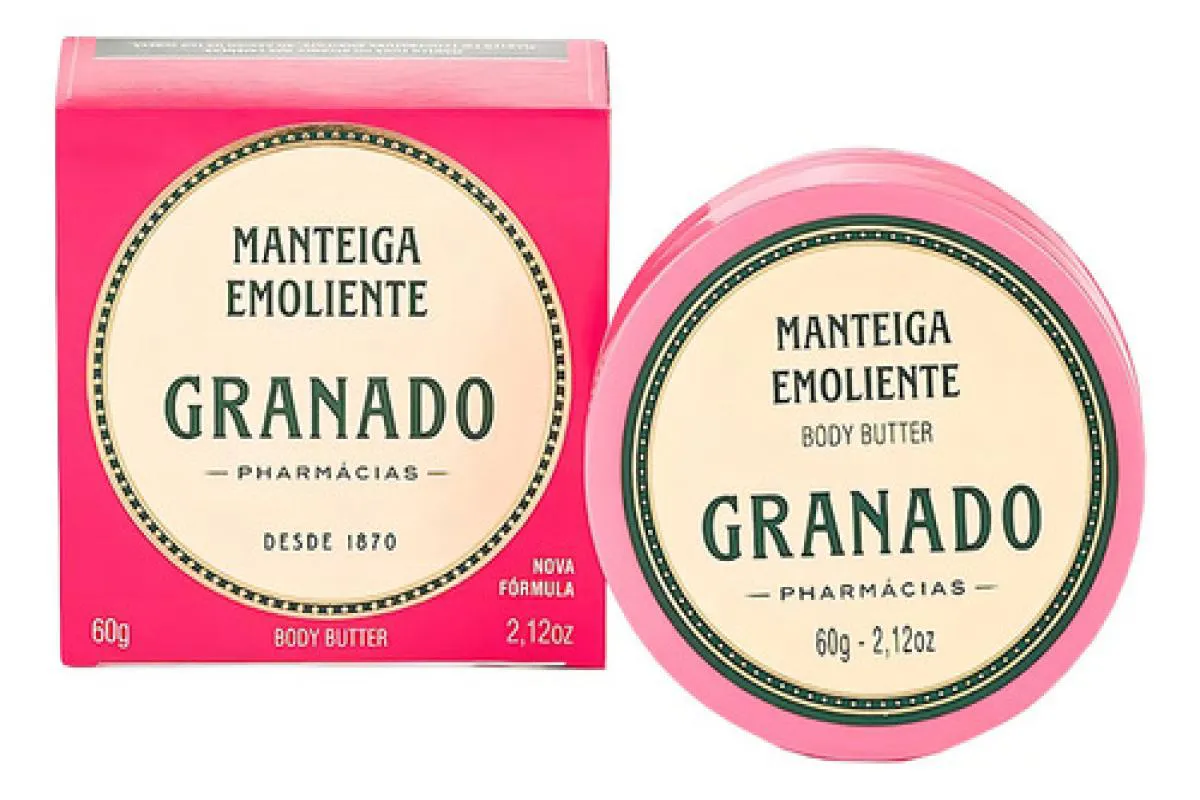 MANTEIGA
EMOLIENTE
GRANADO
PHARMÁCIAS
DESDE 1870
NOVA
FÓRMULA
60g
BODY BUTTER
2,12oz
MANTEIGA
EMOLIENTE
BODY BUTTER
GRANADO
PHARMÁCIAS
60g - 2,12oz